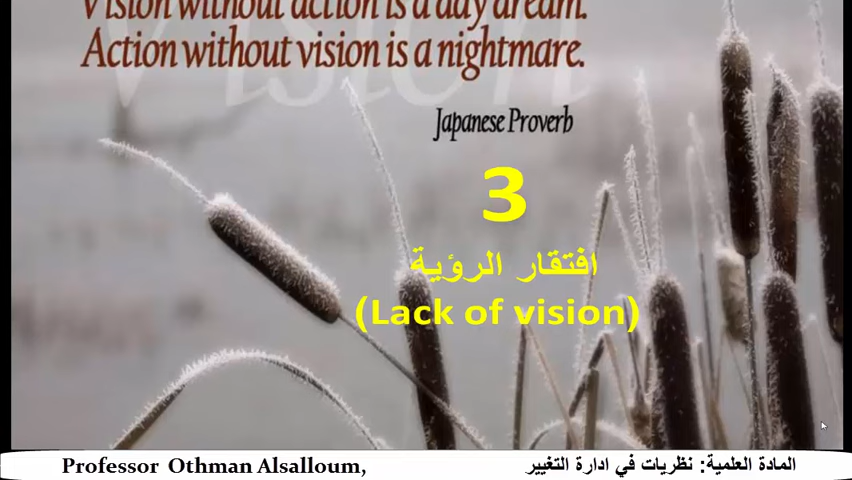 Vision without action is a day dream.
Action without vision is a nightmare.
Vision
Japanese Proverb
3
افتقار الرؤية
(Lack of vision)
Professor Othman Alsalloum,
المادة العلمية: نظريات في ادارة التغيير